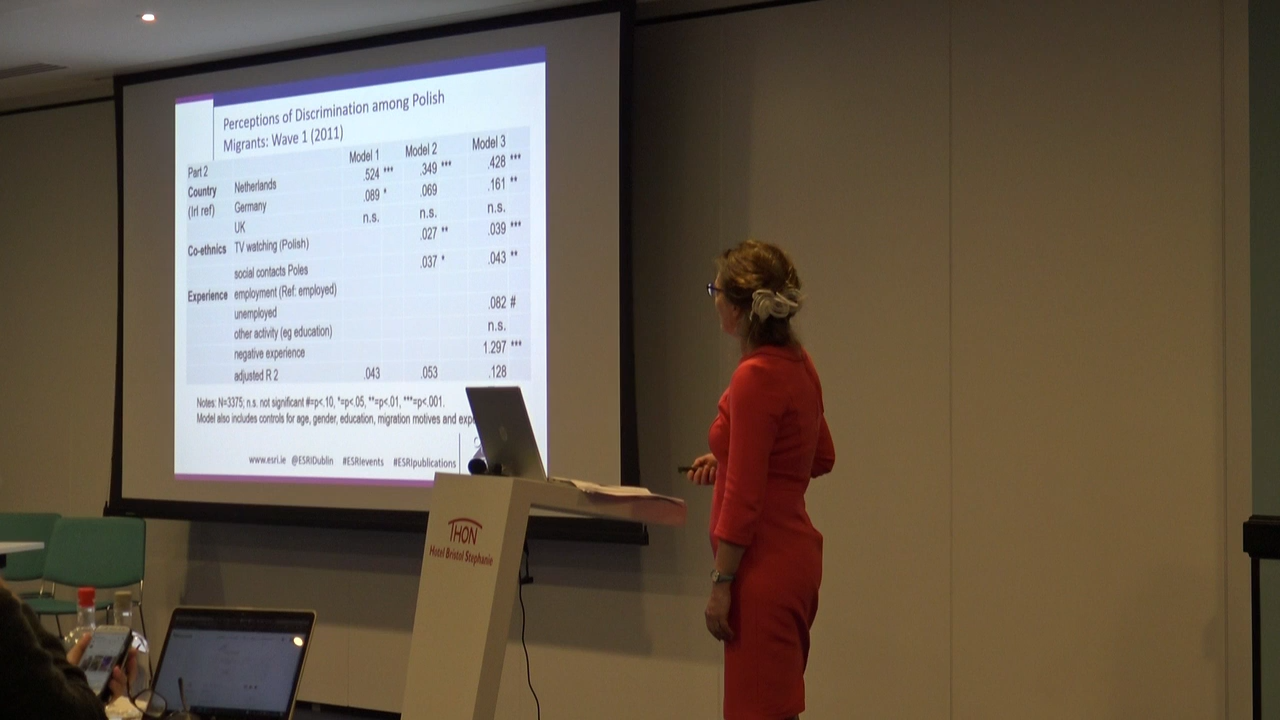 Perceptions of Discrimination among Polish
Migrants: Wave 1 (2011)
Part 2 Model 1 Model 2 Model 3
Country Netherlands .524 *** .349 *** .428 ***
(Irl ref) Germany .089 * .069 .161 **
UK n.s. n.s. n.s.
Co-ethnics TV watching (Polish) .027 ** .039 ***
social contacts Poles .037 * .043 **
Experience employment (Ref: employed)
unemployed .082 #
other activity (eg education) n.s.
negative experience 1.297 ***
adjusted R 2 .043 .053 .128
Notes: N=3375; n.s. not significant #=p<.10, *=p<.05, **=p<.01, ***=p<.001.
Model also includes controls for age, gender, education, migration motives and
www.esri.ie @ESRIDublin #ESRIevents #ESRIpublications
THON
Hotel Bristol Stephanie